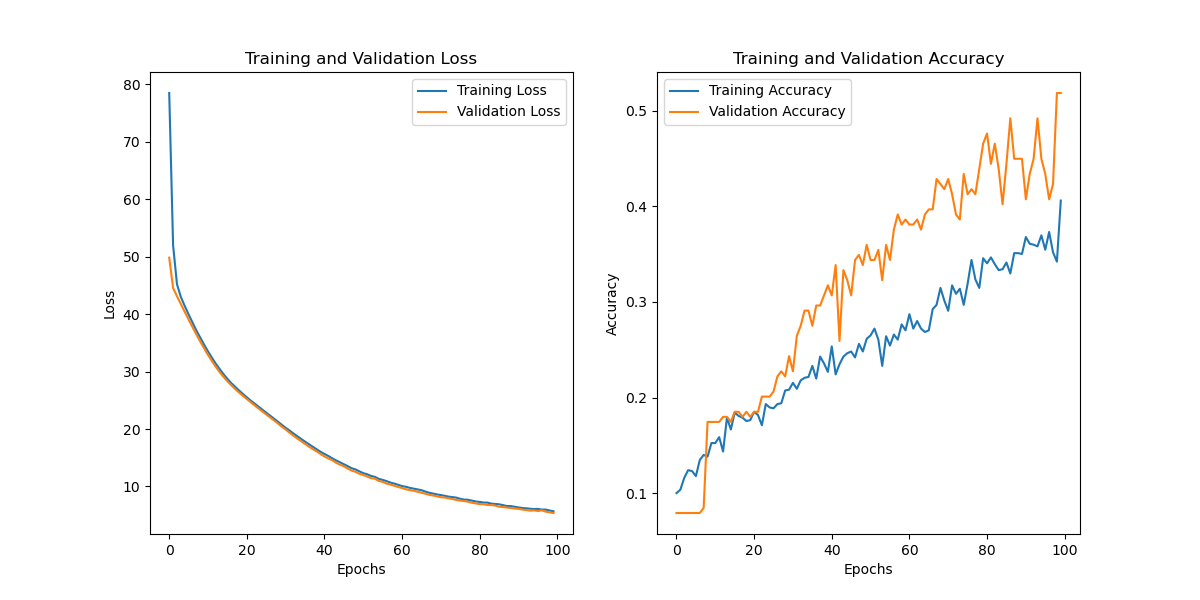 Training and Validation Loss
Training Loss
Validation Loss
80
70
60
50
40
30
20
10
Loss
0 20 40 60 80 100
Epochs
Training and Validation Accuracy
Training Accuracy
Validation Accuracy
0.5
0.4
0.3
0.2
0.1
Accuracy
0 20 40 60 80 100
Epochs